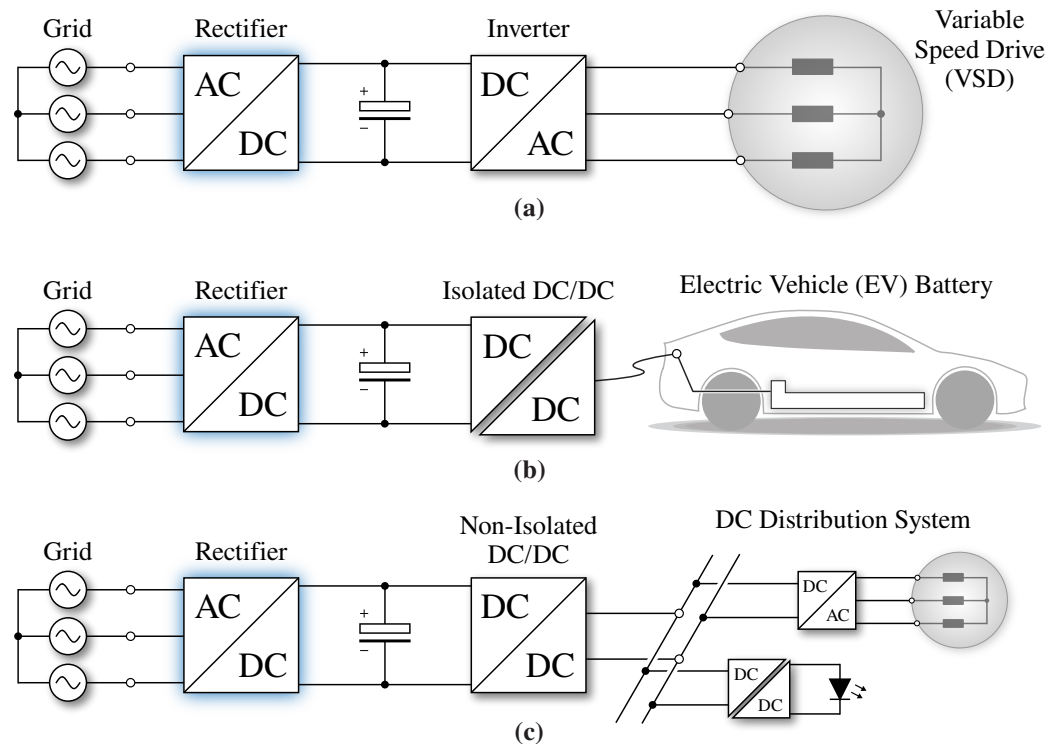 Grid
Rectifier
Inverter
Variable
Speed Drive
(VSD)
AC
DC
+
−
DC
AC
(a)
Grid
Rectifier
Isolated DC/DC
Electric Vehicle (EV) Battery
AC
DC
+
−
DC
DC
(b)
Grid
Rectifier
Non-Isolated
DC/DC
DC Distribution System
AC
DC
+
−
DC
DC
DC
AC
DC
DC
(c)